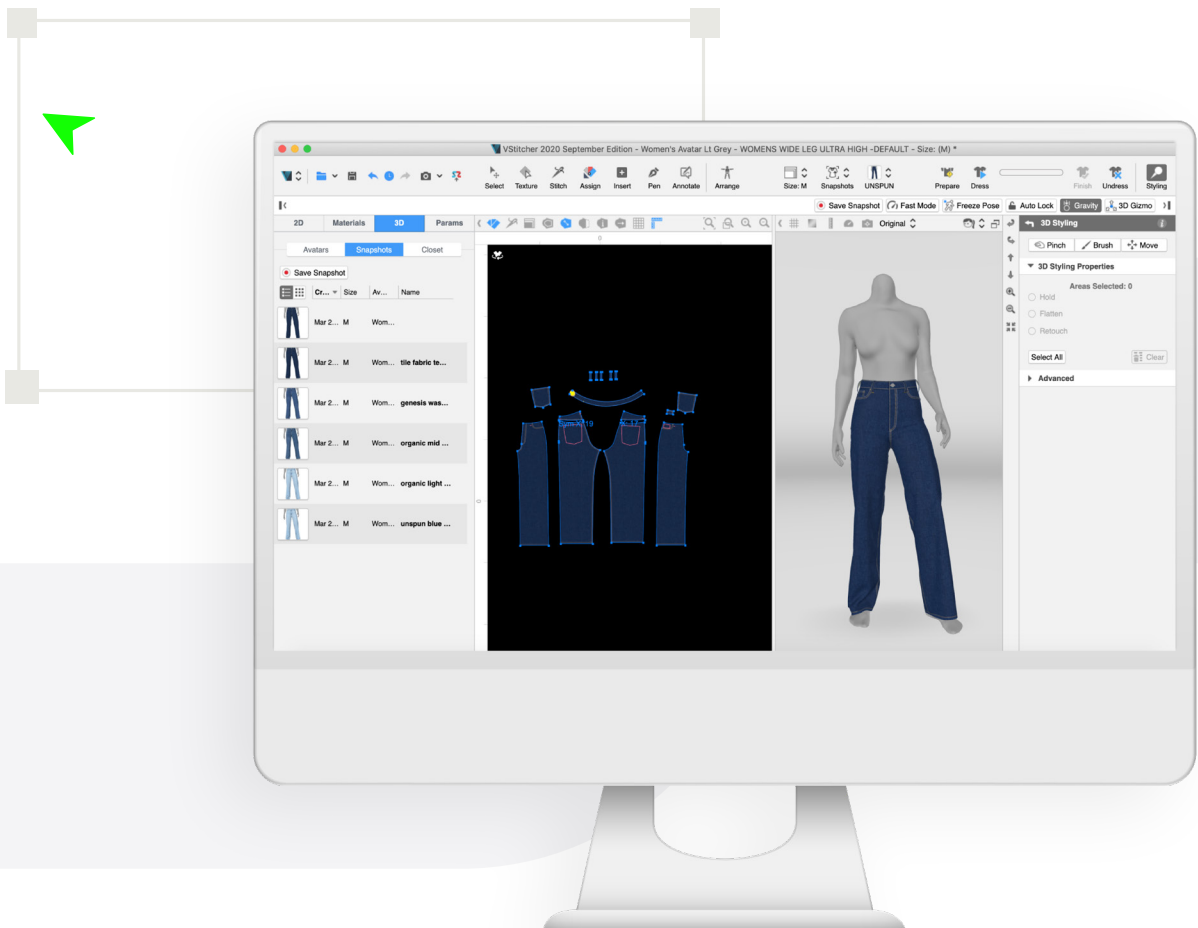 VStitcher 2020 September Edition - Women's Avatar Lt Grey - WOMENS WIDE LEG ULTRA HIGH -DEFAULT - Size: (M) *
Select Texture Stitch Assign Insert Pen Annotate Arrange Size: M Snapshots UNSPUN Prepare Dress Finish Undress Styling
Save Snapshot Fast Mode Freeze Pose Auto Lock Gravity 3D Gizmo
2D Materials 3D Params Original 3D Styling
Avatars Snapshots Closet
Pinch Brush Move
Save Snapshot
3D Styling Properties
Cr... Size Av... Name
Areas Selected: 0
Hold
Flatten
Retouch
Select All Clear
Advanced
Mar 2... M Wom...
Mar 2... M Wom... tile fabric te...
Mar 2... M Wom... genesis was...
Mar 2... M Wom... organic mid ...
Mar 2... M Wom... organic light ...
Mar 2... M Wom... unspun blue ...
0
0